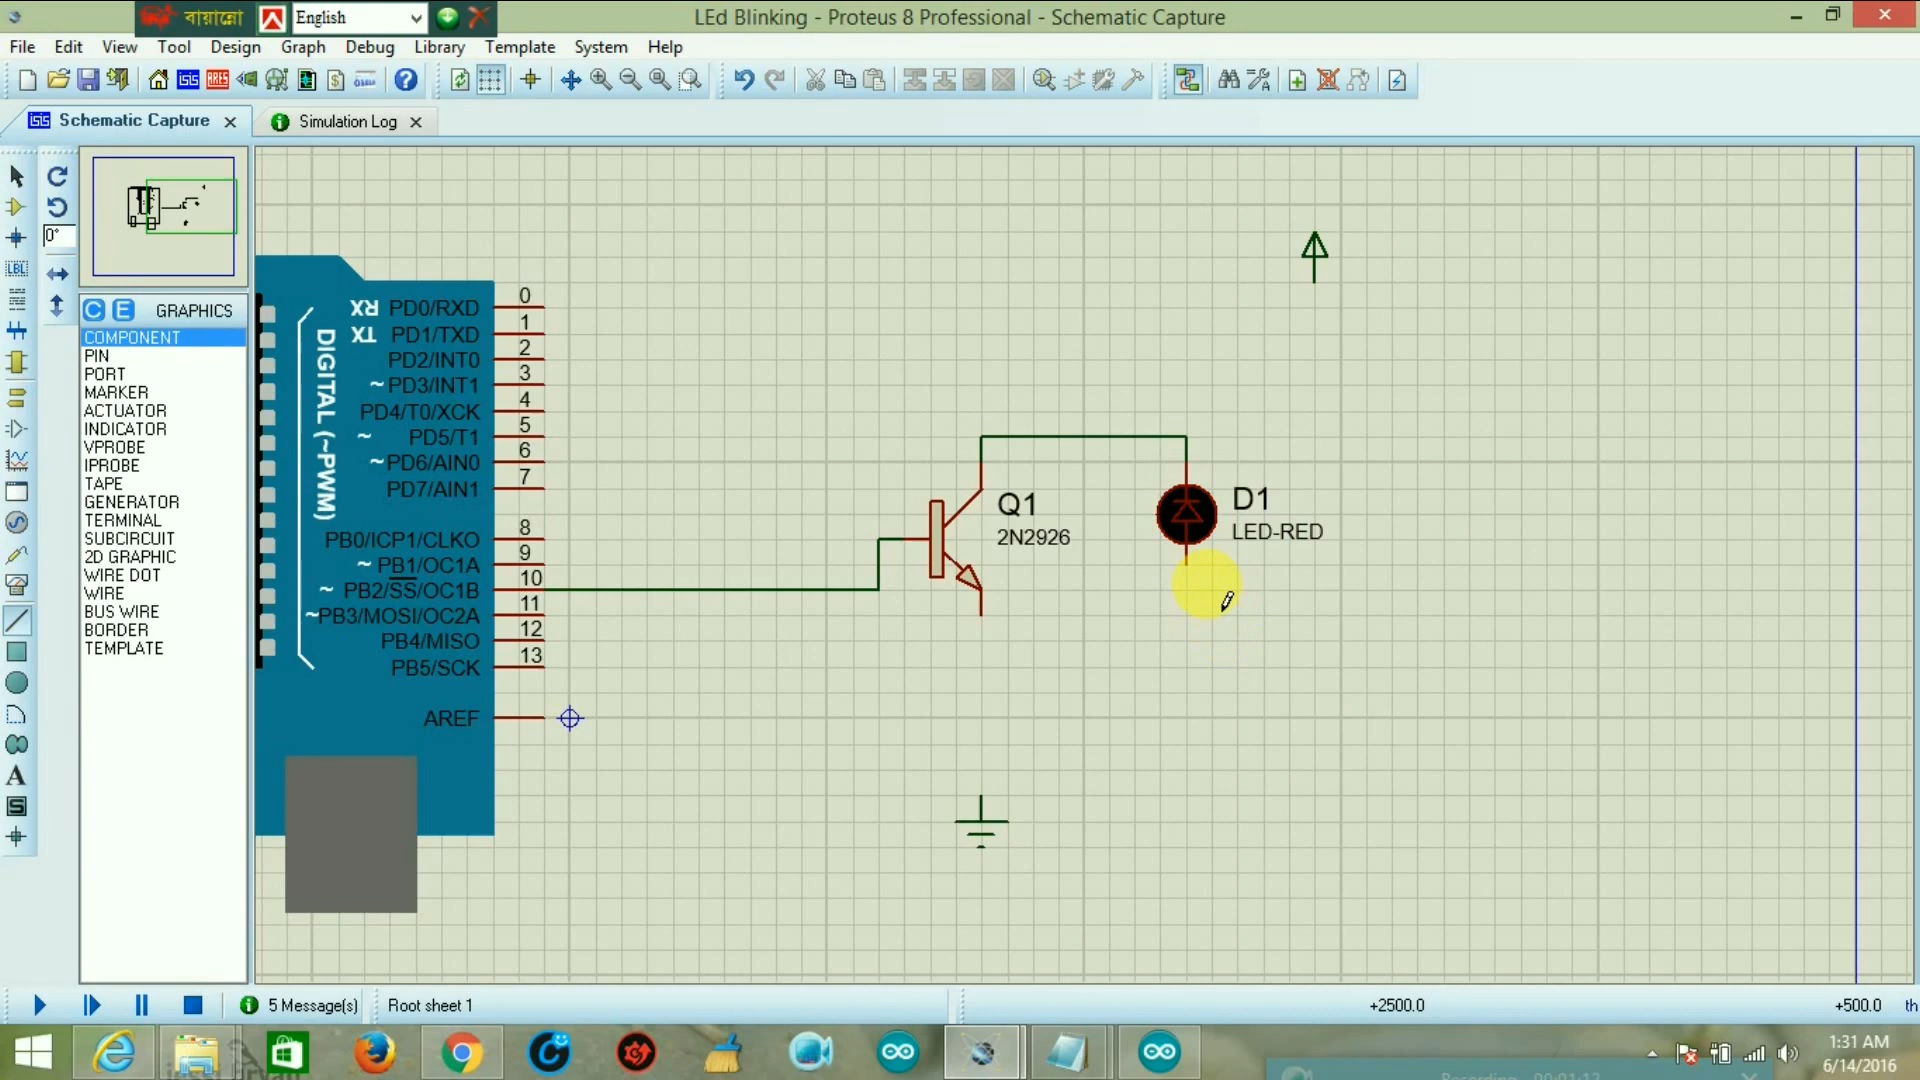 বায়ান্নো
English
LEd Blinking - Proteus 8 Professional - Schematic Capture
File Edit View Tool Design Graph Debug Library Template System Help
isis
ARES
isis Schematic Capture
Simulation Log
0°
LBL
C E GRAPHICS
COMPONENT
PIN
PORT
MARKER
ACTUATOR
INDICATOR
VPROBE
IPROBE
TAPE
GENERATOR
TERMINAL
SUBCIRCUIT
2D GRAPHIC
WIRE DOT
WIRE
BUS WIRE
BORDER
TEMPLATE
A
S
DIGITAL (~PWM)
RX PD0/RXD 0
TX PD1/TXD 1
PD2/INT0 2
~ PD3/INT1 3
PD4/T0/XCK 4
~ PD5/T1 5
~ PD6/AIN0 6
PD7/AIN1 7
PB0/ICP1/CLKO 8
~ PB1/OC1A 9
~ PB2/SS/OC1B 10
~PB3/MOSI/OC2A 11
PB4/MISO 12
PB5/SCK 13
AREF
Q1
2N2926
D1
LED-RED
5 Message(s)
Root sheet 1
+2500.0
+500.0
th
1:31 AM
6/14/2016
Recording